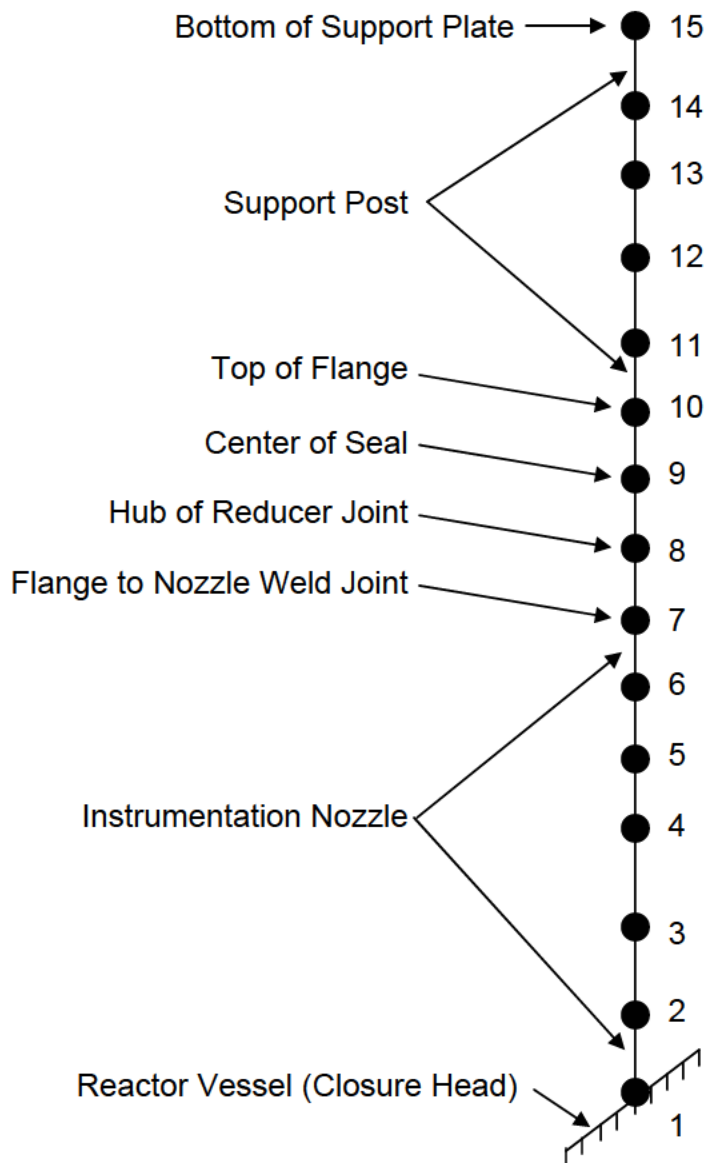 Bottom of Support Plate 15
14
13
Support Post
12
11
Top of Flange
10
Center of Seal 9
Hub of Reducer Joint
8
Flange to Nozzle Weld Joint
7
6
5
Instrumentation Nozzle 4
3
2
Reactor Vessel (Closure Head)
1